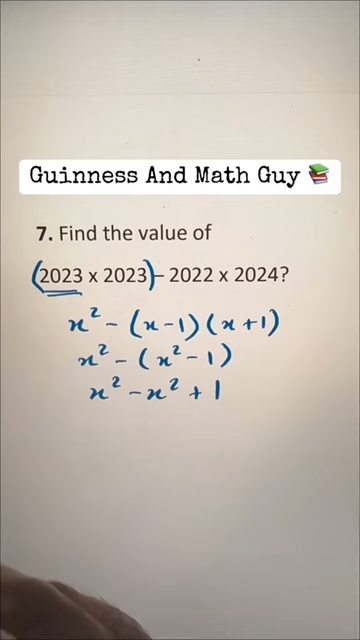 Guinness And Math Guy 📚
7. Find the value of
(2023 x 2023) - 2022 x 2024?
x² - (x-1)(x+1)
x² - (x² - 1)
x² - x² + 1